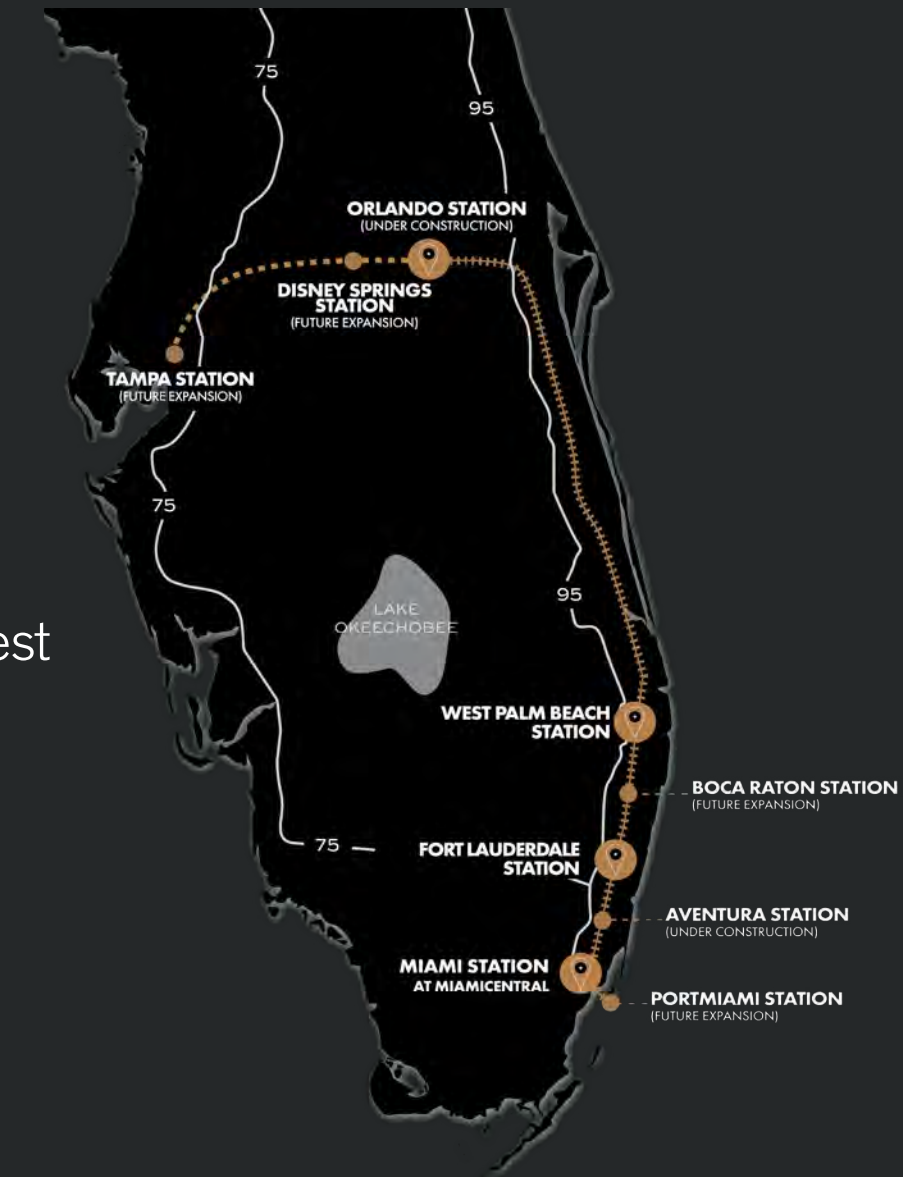 75
95
ORLANDO STATION
(UNDER CONSTRUCTION)
DISNEY SPRINGS
STATION
(FUTURE EXPANSION)
TAMPA STATION
(FUTURE EXPANSION)
75
95
LAKE
OKEECHOBEE
est
WEST PALM BEACH
STATION
BOCA RATON STATION
(FUTURE EXPANSION)
75
FORT LAUDERDALE
STATION
AVENTURA STATION
(UNDER CONSTRUCTION)
MIAMI STATION
AT MIAMICENTRAL
PORTMIAMI STATION
(FUTURE EXPANSION)